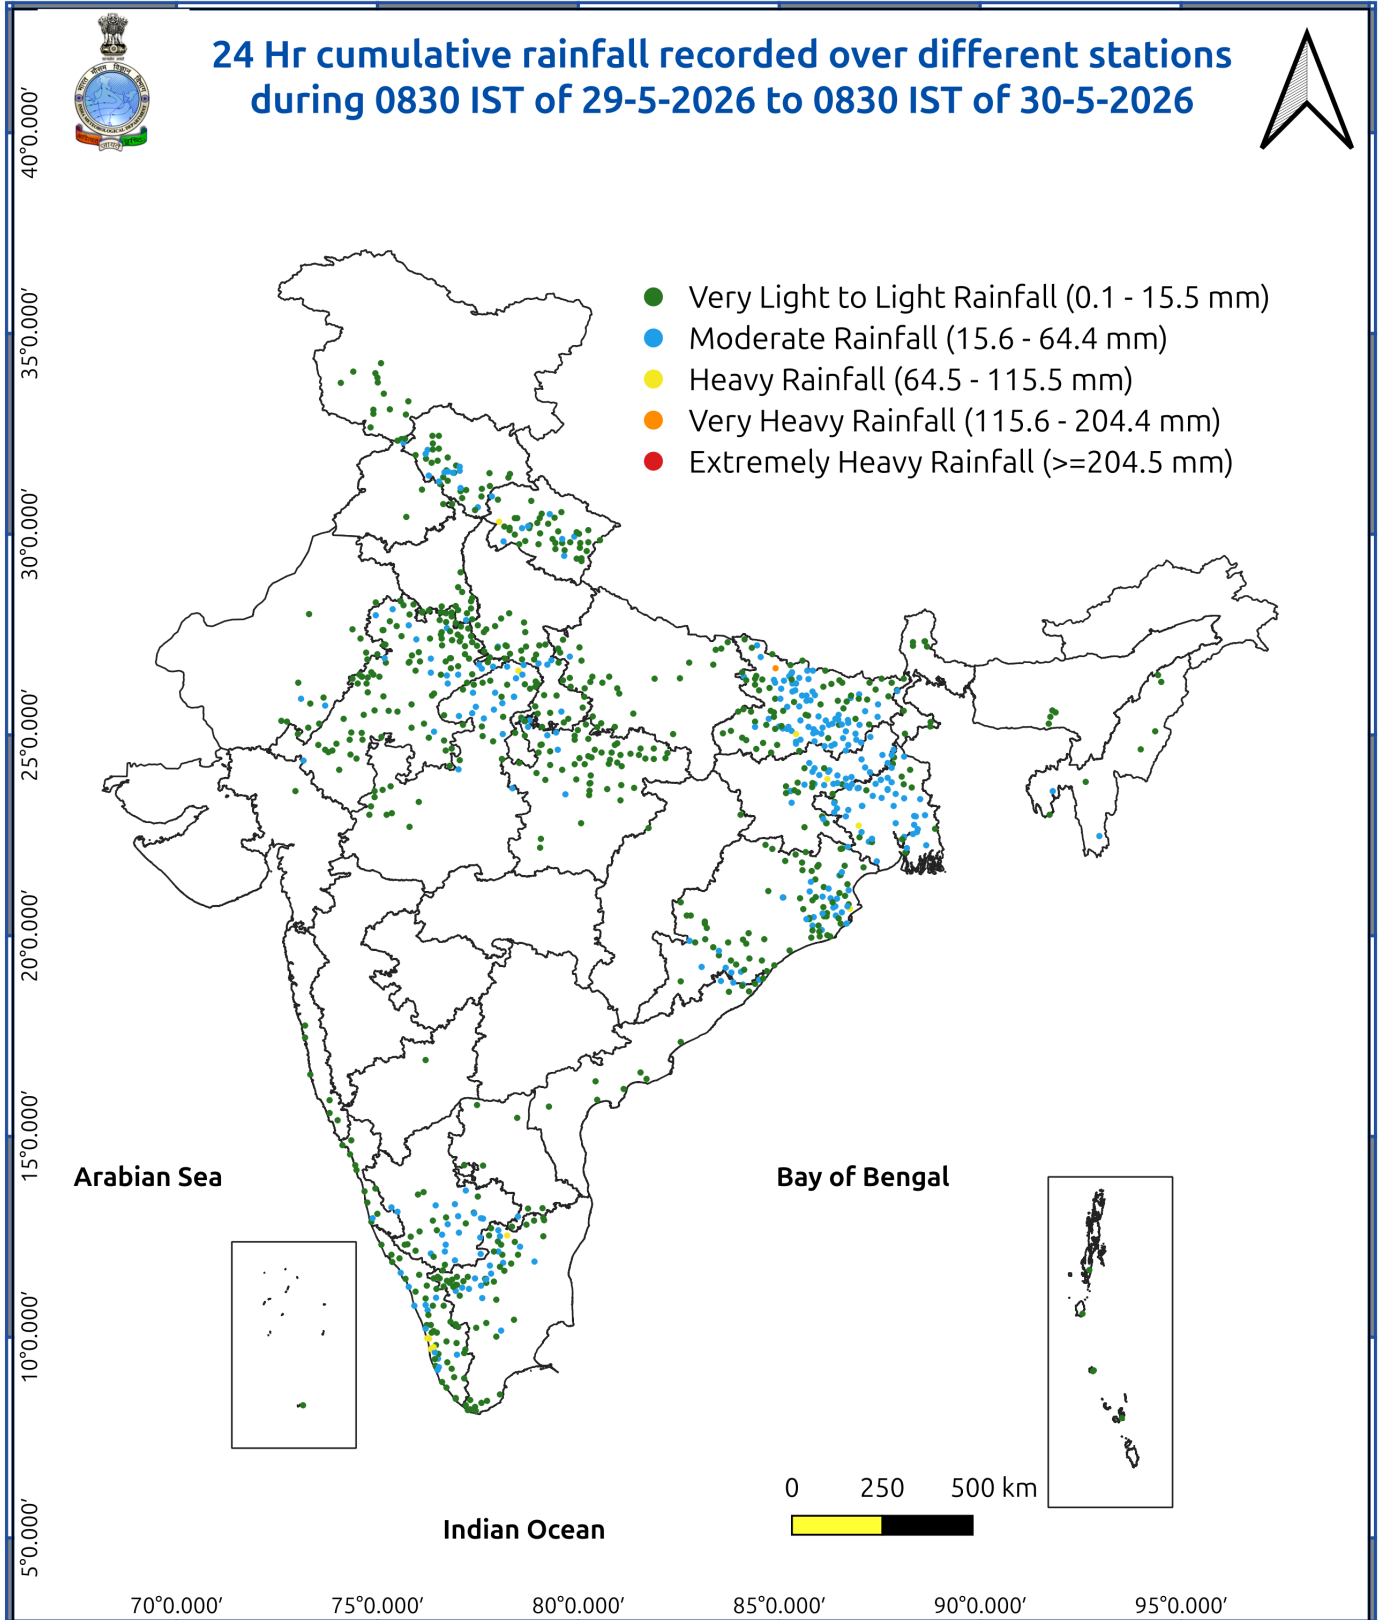 24 Hr cumulative rainfall recorded over different stations
during 0830 IST of 29-5-2026 to 0830 IST of 30-5-2026
Very Light to Light Rainfall (0.1 - 15.5 mm)
Moderate Rainfall (15.6 - 64.4 mm)
Heavy Rainfall (64.5 - 115.5 mm)
Very Heavy Rainfall (115.6 - 204.4 mm)
Extremely Heavy Rainfall (>=204.5 mm)
40°0.000′
35°0.000′
30°0.000′
25°0.000′
20°0.000′
15°0.000′
10°0.000′
5°0.000′
Arabian Sea
Bay of Bengal
Indian Ocean
0 250 500 km
70°0.000′ 75°0.000′ 80°0.000′ 85°0.000′ 90°0.000′ 95°0.000′